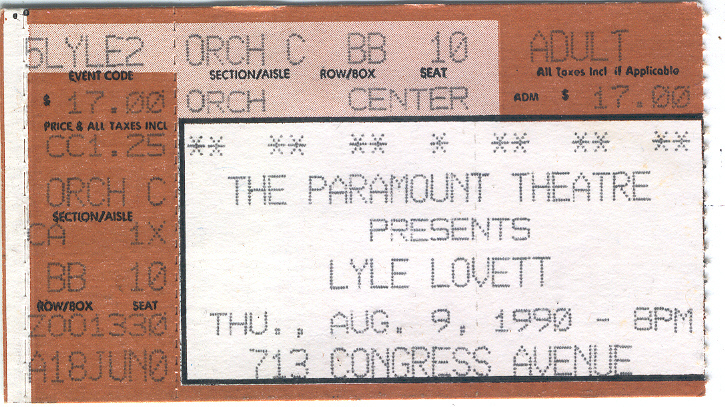 5LYLE2
EVENT CODE
$ 17.00
PRICE & ALL TAXES INCL
CC1.25
ORCH C
SECTION/AISLE
CA 1X
BB 10
ROW/BOX SEAT
ZOO1330
A18JUNO
ORCH C BB 10 ADULT
SECTION/AISLE ROW/BOX SEAT All Taxes Incl if Applicable
ORCH CENTER ADM $ 17.00
** ** ** * ** ** **
THE PARAMOUNT THEATRE
PRESENTS
LYLE LOVETT
THU., AUG. 9, 1990 - 8PM
713 CONGRESS AVENUE